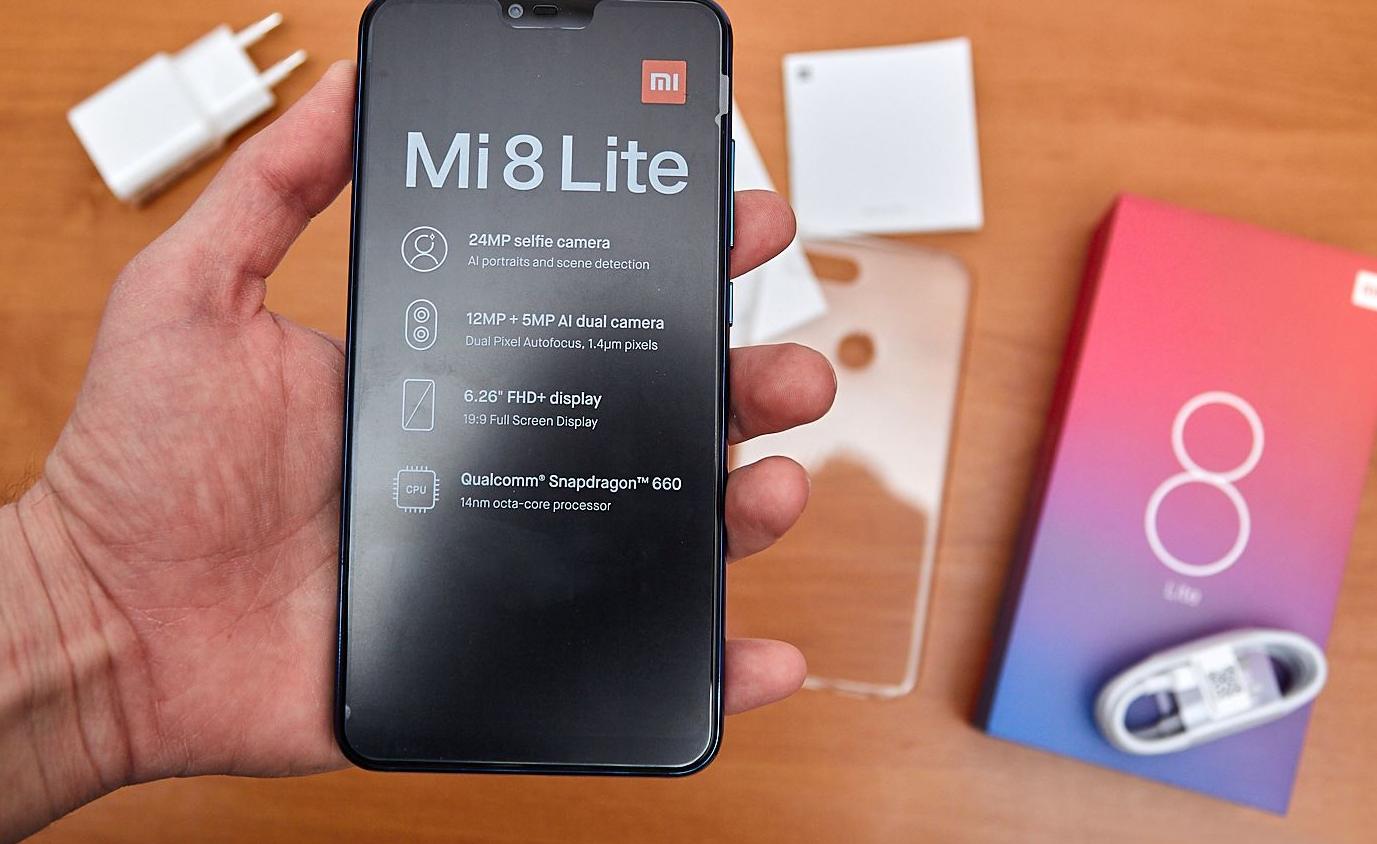 mi
Mi 8 Lite
24MP selfie camera
AI portraits and scene detection
12MP + 5MP AI dual camera
Dual Pixel Autofocus, 1.4µm pixels
6.26" FHD+ display
19:9 Full Screen Display
CPU
Qualcomm® Snapdragon™ 660
14nm octa-core processor
8
Lite